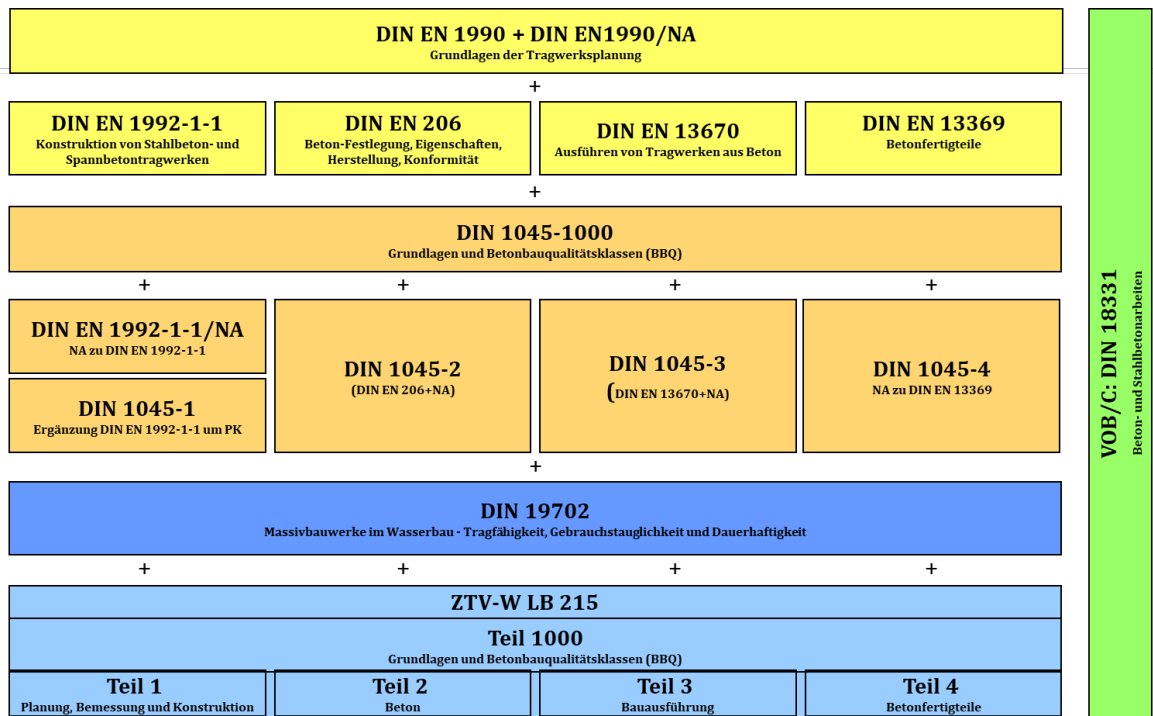 DIN EN 1990 + DIN EN1990/NA
Grundlagen der Tragwerksplanung
+
DIN EN 1992-1-1
Konstruktion von Stahlbeton- und
Spannbetontragwerken
DIN EN 206
Beton-Festlegung, Eigenschaften,
Herstellung, Konformität
DIN EN 13670
Ausführen von Tragwerken aus Beton
DIN EN 13369
Betonfertigteile
+
DIN 1045-1000
Grundlagen und Betonbauqualitätsklassen (BBQ)
+ + + +
DIN EN 1992-1-1/NA
NA zu DIN EN 1992-1-1
DIN 1045-1
Ergänzung DIN EN 1992-1-1 um PK
DIN 1045-2
(DIN EN 206+NA)
DIN 1045-3
(DIN EN 13670+NA)
DIN 1045-4
NA zu DIN EN 13369
+
DIN 19702
Massivbauwerke im Wasserbau - Tragfähigkeit, Gebrauchstauglichkeit und Dauerhaftigkeit
+ + + +
ZTV-W LB 215
Teil 1000
Grundlagen und Betonbauqualitätsklassen (BBQ)
Teil 1
Planung, Bemessung und Konstruktion
Teil 2
Beton
Teil 3
Bauausführung
Teil 4
Betonfertigteile
VOB/C: DIN 18331
Beton- und Stahlbetonarbeiten